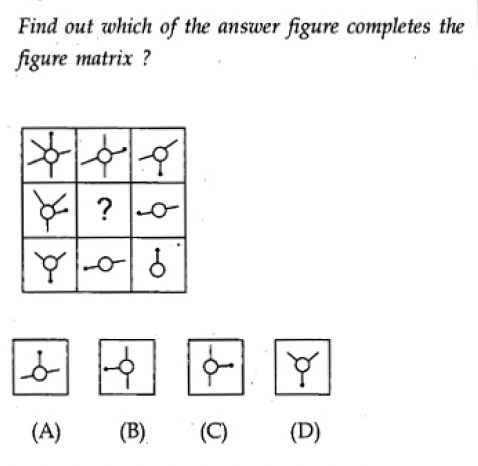 Find out which of the answer figure completes the
figure matrix ?
?
(A) (B) (C) (D)